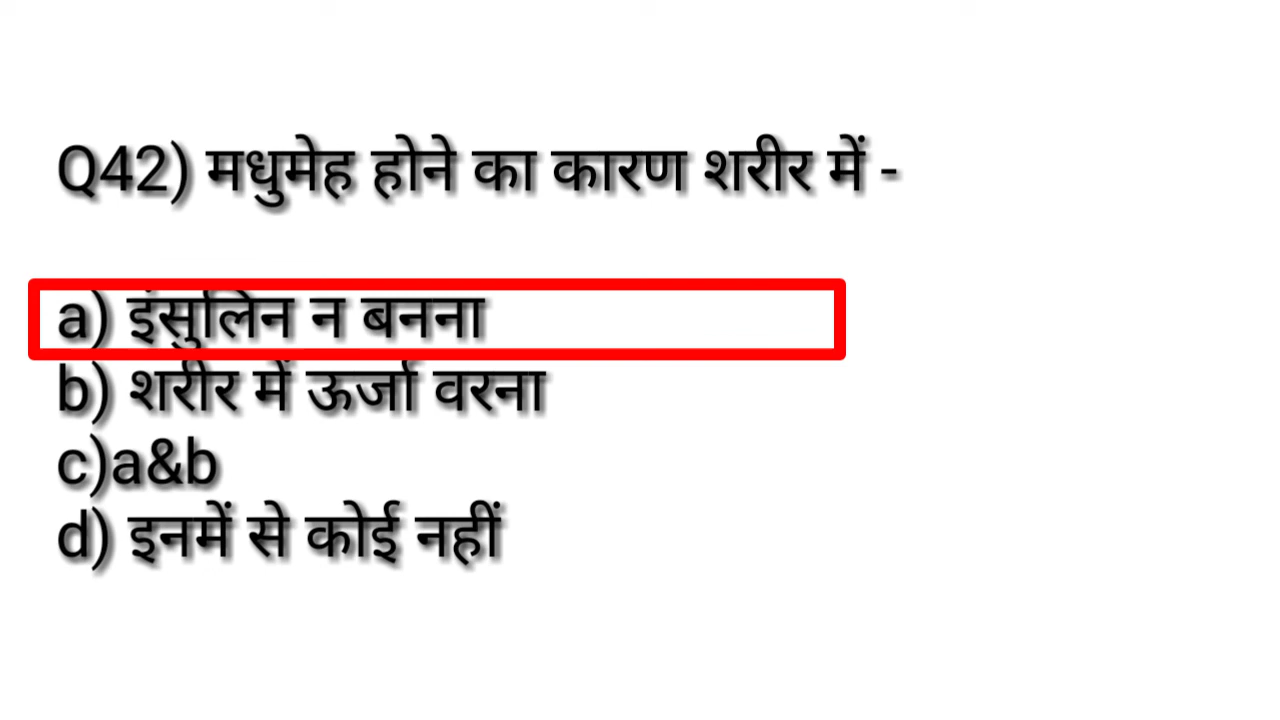 Q42) मधुमेह होने का कारण शरीर में -
a) इंसुलिन न बनना
b) शरीर में ऊर्जा वरना
c)a&b
d) इनमें से कोई नहीं